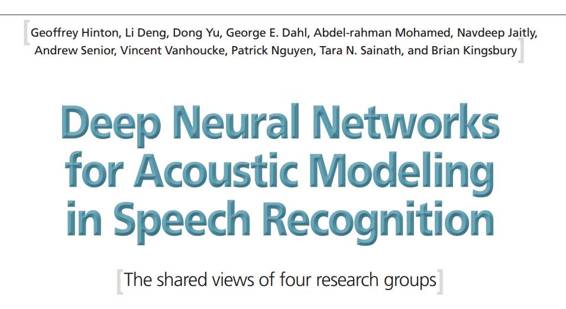 [Geoffrey Hinton, Li Deng, Dong Yu, George E. Dahl, Abdel-rahman Mohamed, Navdeep Jaitly,
Andrew Senior, Vincent Vanhoucke, Patrick Nguyen, Tara N. Sainath, and Brian Kingsbury]
Deep Neural Networks
for Acoustic Modeling
in Speech Recognition
[The shared views of four research groups]